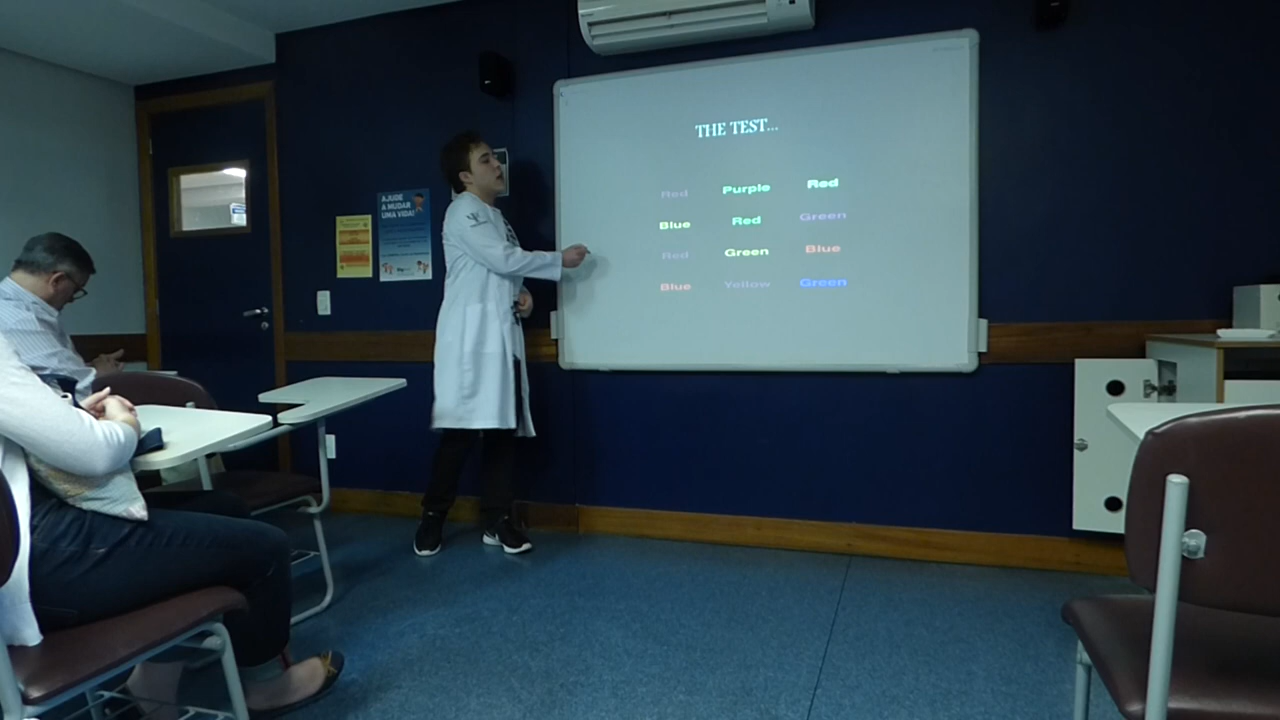 THE TEST...
Red Purple Red
Blue Red Green
Red Green Blue
Blue Yellow Green
AJUDE
A MUDAR
UMA VIDA!